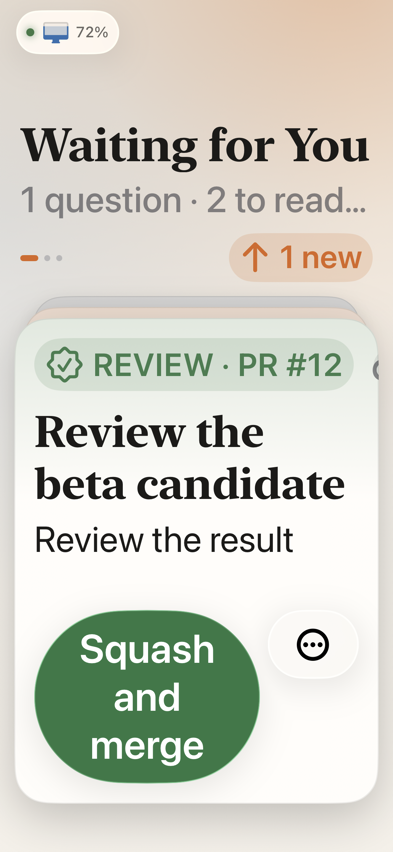 72%
Waiting for You
1 question · 2 to read...
↑ 1 new
REVIEW · PR #12
Review the
beta candidate
Review the result
Squash
and
merge